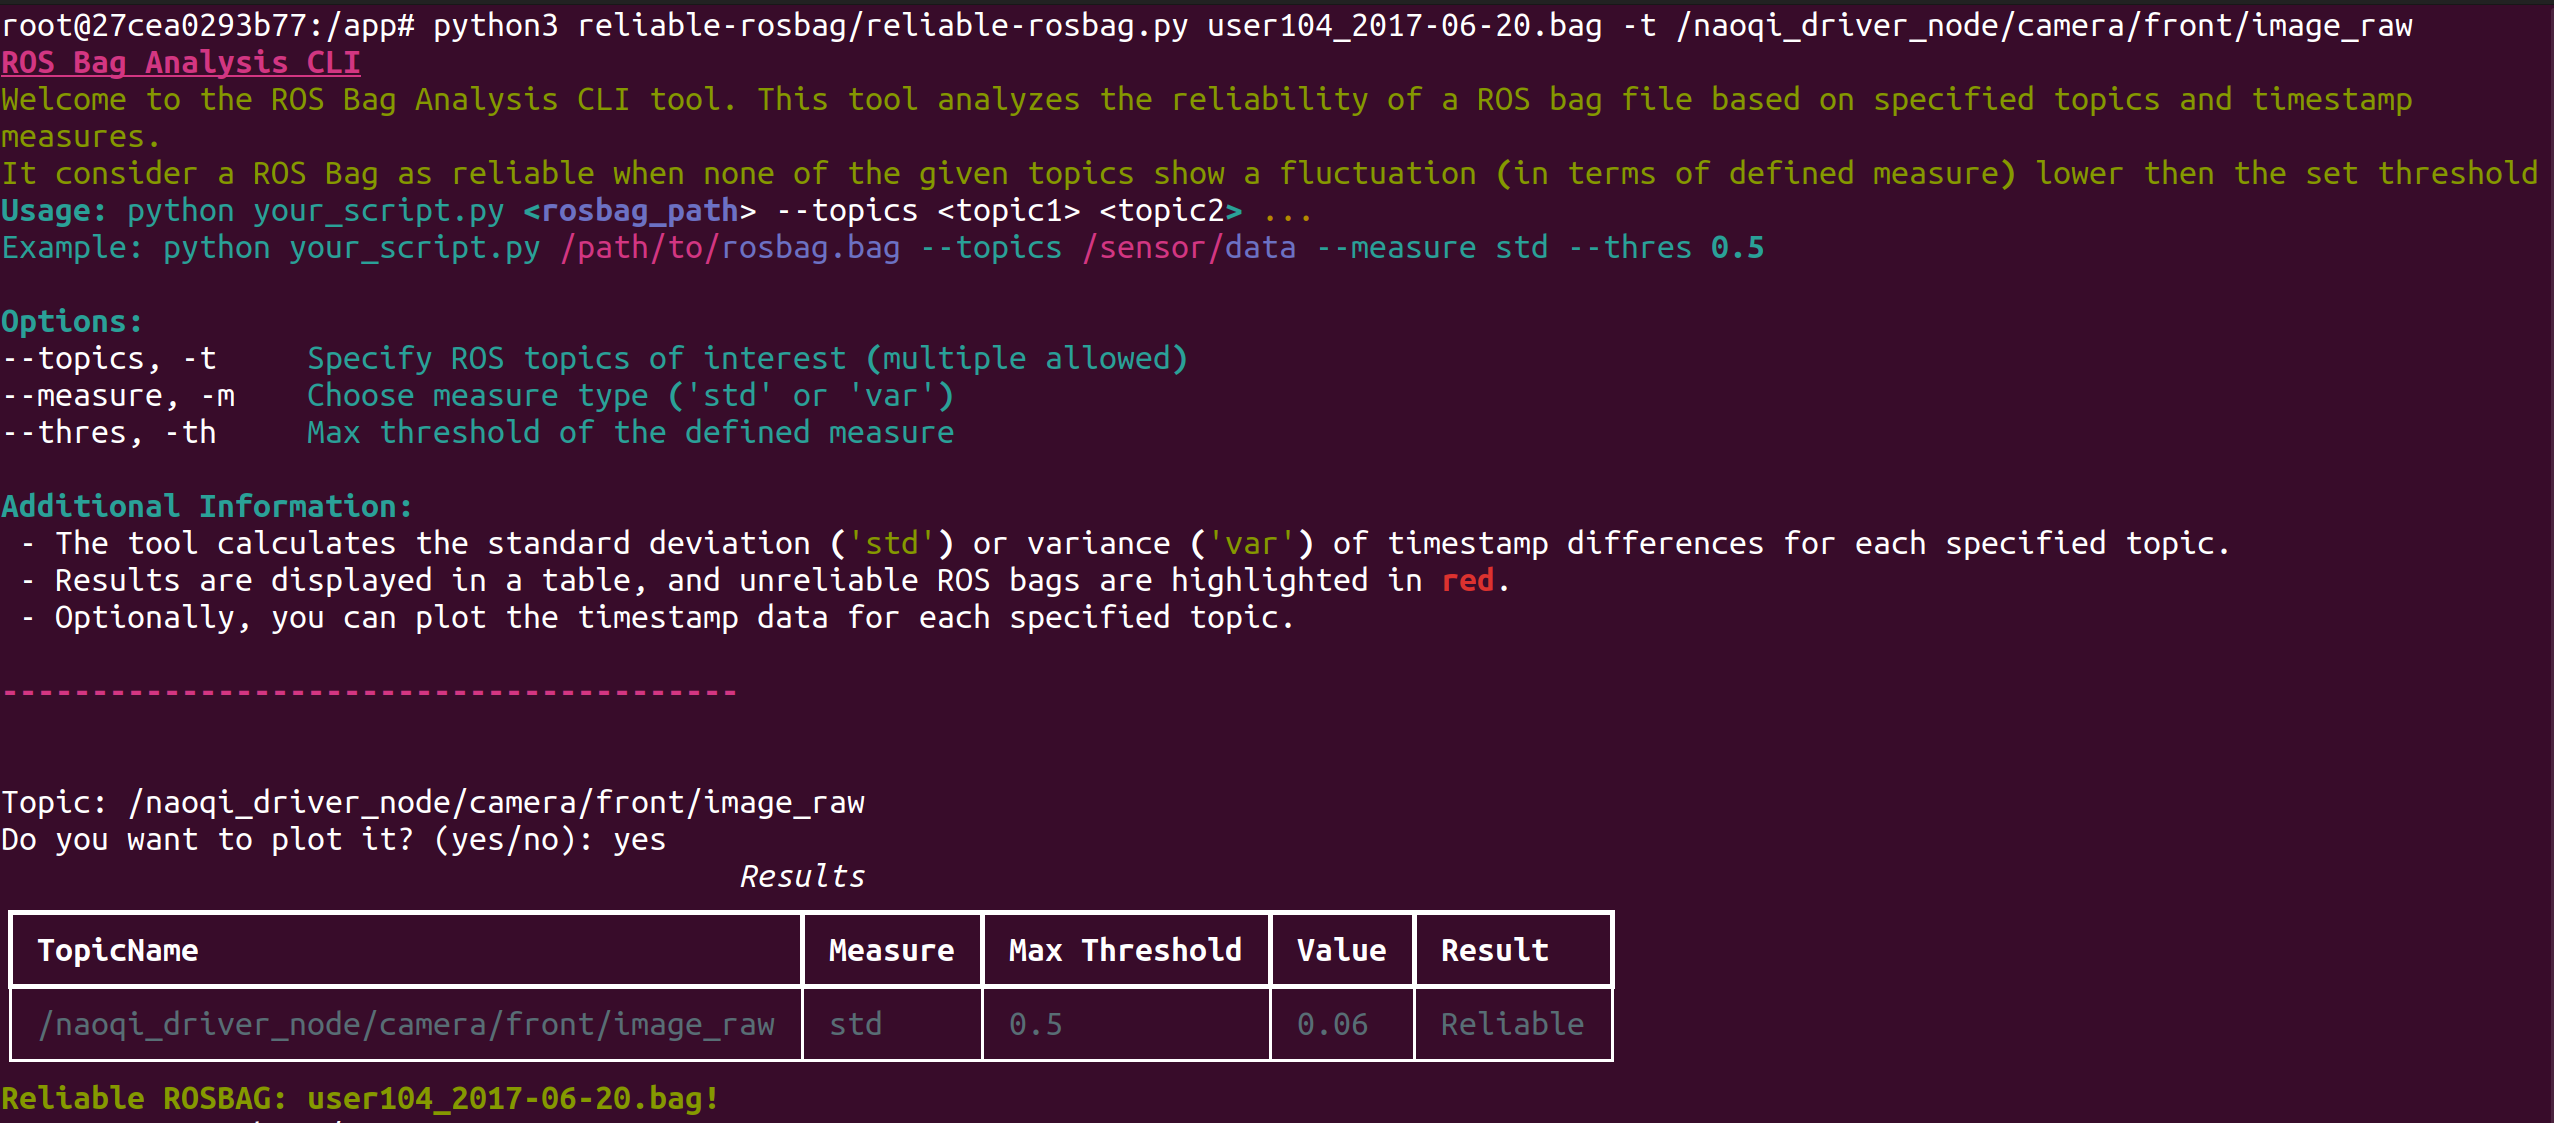 root@27cea0293b77:/app# python3 reliable-rosbag/reliable-rosbag.py user104_2017-06-20.bag -t /naoqi_driver_node/camera/front/image_raw
ROS Bag Analysis CLI
Welcome to the ROS Bag Analysis CLI tool. This tool analyzes the reliability of a ROS bag file based on specified topics and timestamp
measures.
It consider a ROS Bag as reliable when none of the given topics show a fluctuation (in terms of defined measure) lower then the set threshold
Usage: python your_script.py <rosbag_path> --topics <topic1> <topic2> ...
Example: python your_script.py /path/to/rosbag.bag --topics /sensor/data --measure std --thres 0.5
Options:
--topics, -t     Specify ROS topics of interest (multiple allowed)
--measure, -m    Choose measure type ('std' or 'var')
--thres, -th     Max threshold of the defined measure
Additional Information:
 - The tool calculates the standard deviation ('std') or variance ('var') of timestamp differences for each specified topic.
 - Results are displayed in a table, and unreliable ROS bags are highlighted in red.
 - Optionally, you can plot the timestamp data for each specified topic.
-----------------------------------------
Topic: /naoqi_driver_node/camera/front/image_raw
Do you want to plot it? (yes/no): yes
Results
TopicName Measure Max Threshold Value Result
/naoqi_driver_node/camera/front/image_raw std 0.5 0.06 Reliable
Reliable ROSBAG: user104_2017-06-20.bag!